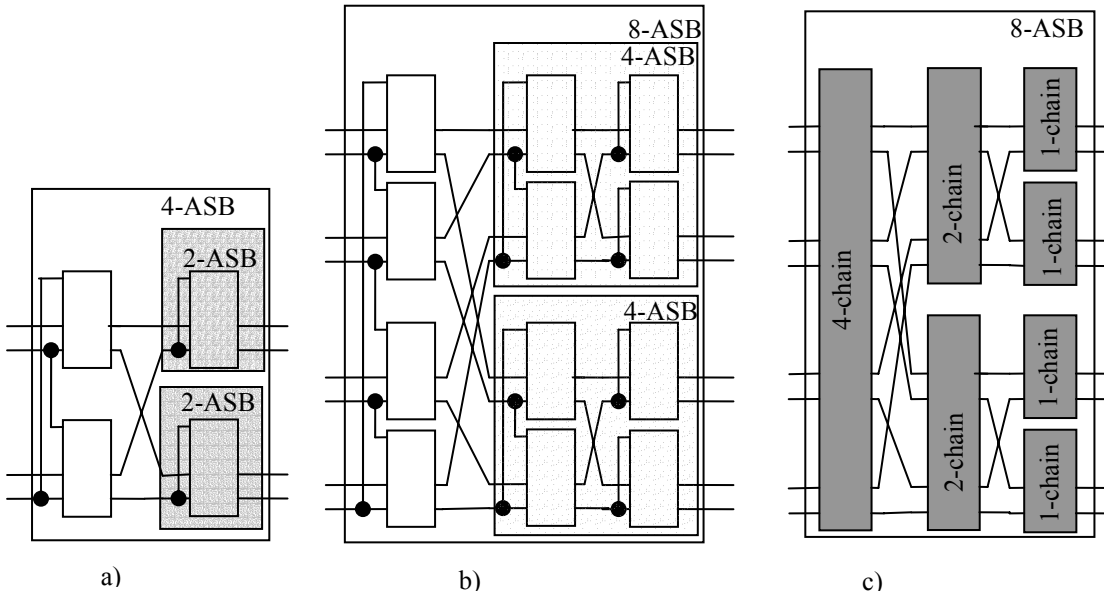 4-ASB
2-ASB
2-ASB
a)
8-ASB
4-ASB
4-ASB
b)
8-ASB
4-chain
2-chain
2-chain
1-chain
1-chain
1-chain
1-chain
c)